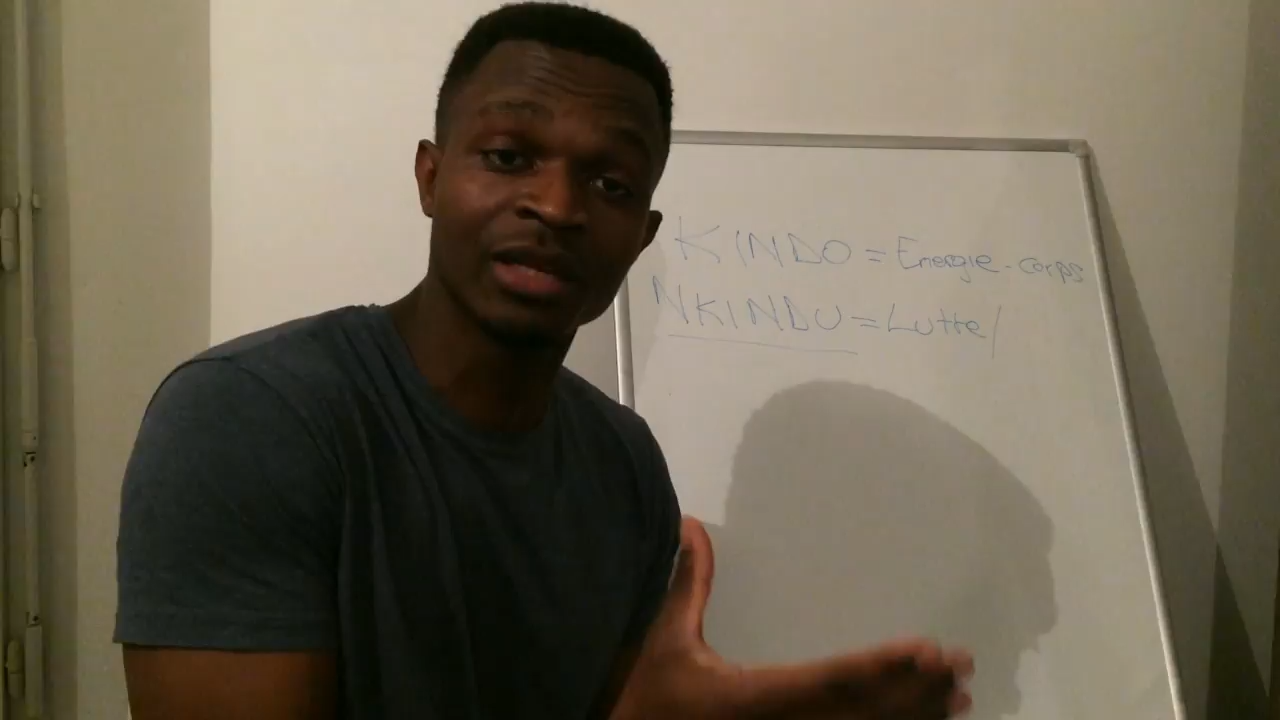 KINDO = Energie-corps
NKINDU = Lutte/